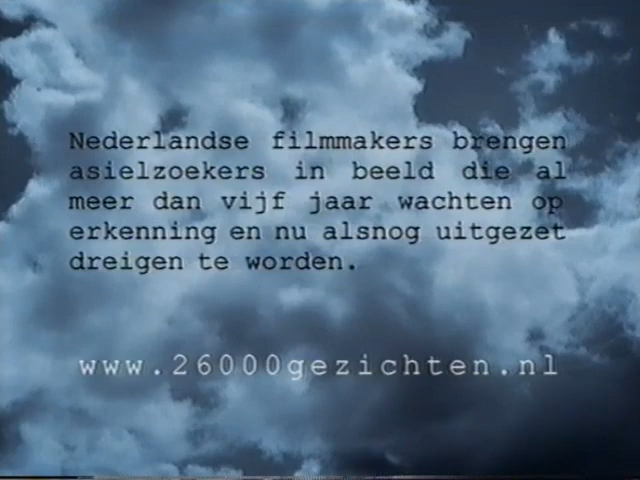 Nederlandse filmmakers brengen
asielzoekers in beeld die al
meer dan vijf jaar wachten op
erkenning en nu alsnog uitgezet
dreigen te worden.
www.26000gezichten.nl